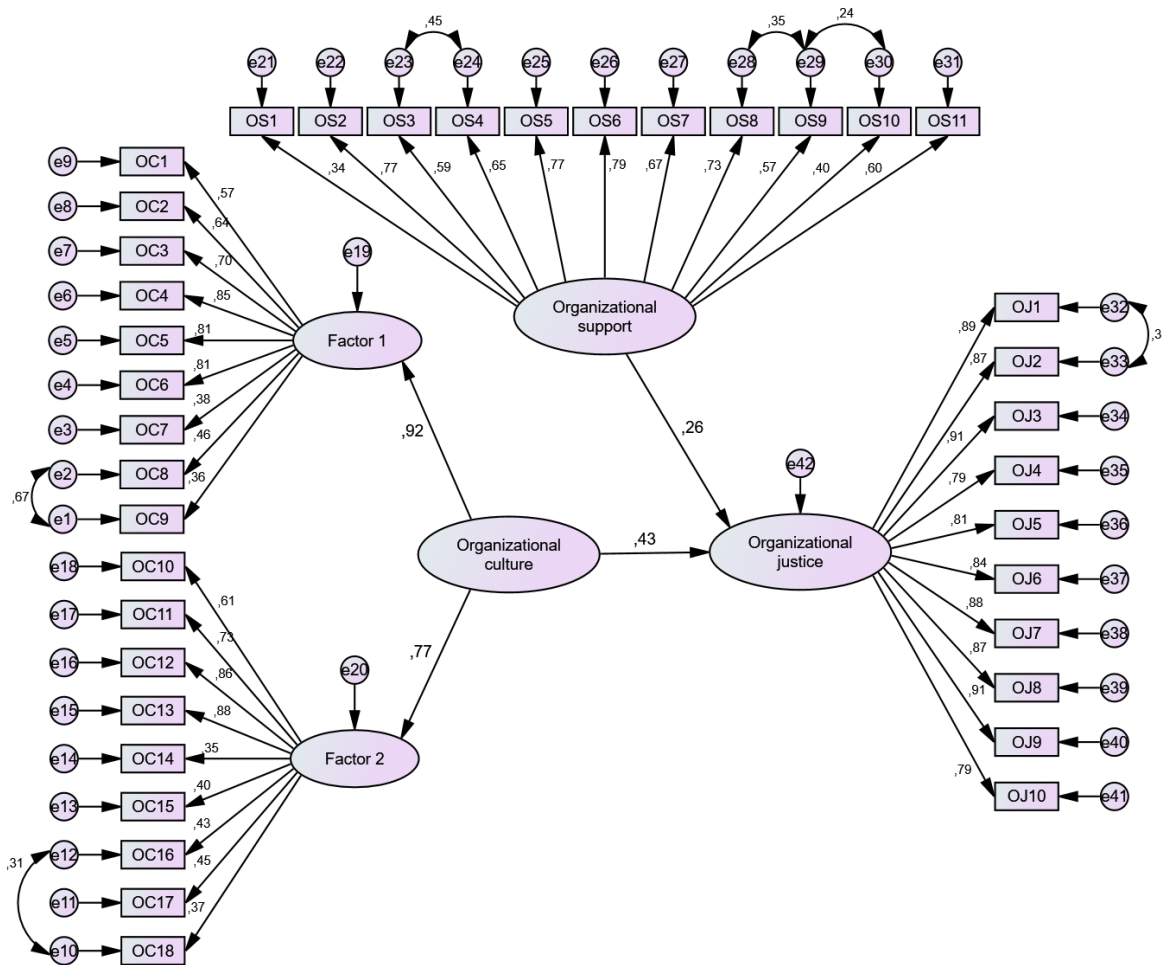 ,45
,35
,24
e21 e22 e23 e24 e25 e26 e27 e28 e29 e30 e31
OS1 OS2 OS3 OS4 OS5 OS6 OS7 OS8 OS9 OS10 OS11
,34 ,77 ,59 ,65 ,77 ,79 ,67 ,73 ,57 ,40 ,60
e9 OC1 ,57
e8 OC2 ,64
e7 OC3 ,70
e6 OC4 ,85
e5 OC5 ,81
e4 OC6 ,81
e3 OC7 ,38
e2 OC8 ,46
e1 OC9 ,36
,67
e19
Factor 1
Organizational
support
,92
,26
e42
Organizational
culture
,43
Organizational
justice
,77
e20
Factor 2
e18 OC10 ,61
e17 OC11 ,73
e16 OC12 ,86
e15 OC13 ,88
e14 OC14 ,35
e13 OC15 ,40
e12 OC16 ,43
e11 OC17 ,45
e10 OC18 ,37
,31
,89 OJ1 e32
,87 OJ2 e33
,3
,91 OJ3 e34
,79 OJ4 e35
,81 OJ5 e36
,84 OJ6 e37
,88 OJ7 e38
,87 OJ8 e39
,91 OJ9 e40
,79 OJ10 e41